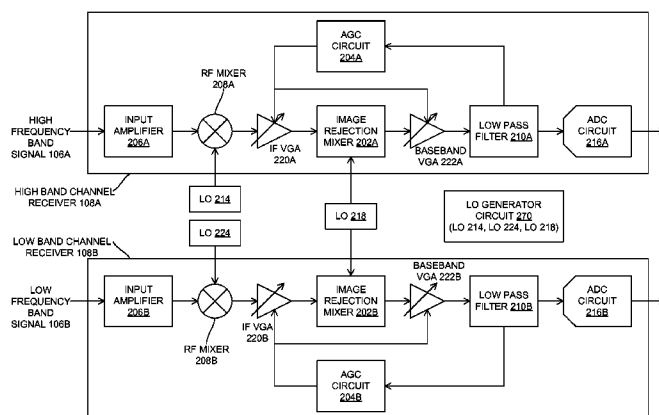 AGC
CIRCUIT
204A
RF MIXER
208A
HIGH
FREQUENCY
BAND
SIGNAL 106A
INPUT
AMPLIFIER
206A
IF VGA
220A
IMAGE
REJECTION
MIXER
202A
BASEBAND
VGA 222A
LOW PASS
FILTER 210A
ADC
CIRCUIT
216A
HIGH BAND CHANNEL
RECEIVER 108A
LO 214
LO 218
LO GENERATOR
CIRCUIT 270
(LO 214, LO 224, LO 218)
LO 224
LOW BAND CHANNEL
RECEIVER 108B
BASEBAND
VGA 222B
LOW
FREQUENCY
BAND
SIGNAL 106B
INPUT
AMPLIFIER
206B
RF MIXER
208B
IF VGA
220B
IMAGE
REJECTION
MIXER
202B
LOW PASS
FILTER
210B
ADC
CIRCUIT
216B
AGC
CIRCUIT
204B